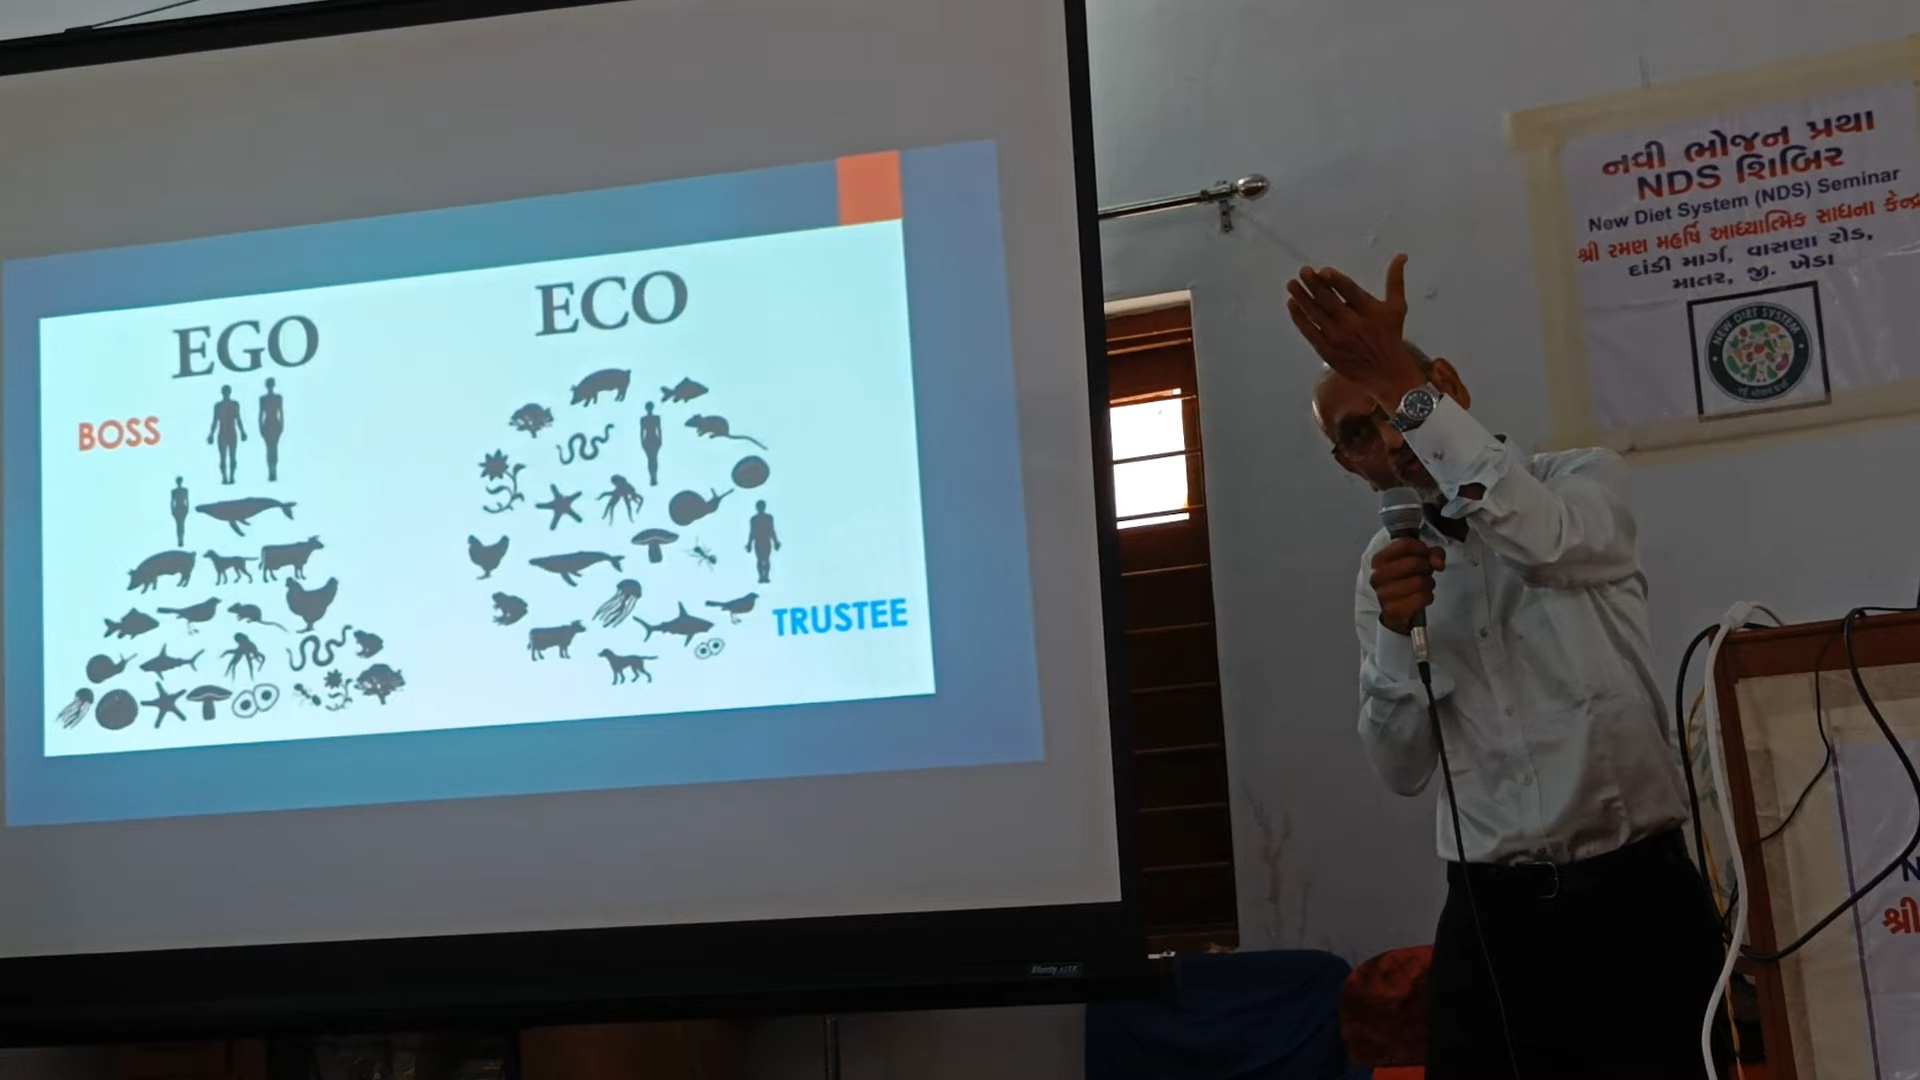 EGO
ECO
BOSS
TRUSTEE
નવી ભોજન પ્રથા
NDS શિબિર
New Diet System (NDS) Seminar
શ્રી રમણ મહર્ષિ આધ્યાત્મિક સાધના કેન્દ્ર
દાંડી માર્ગ, વાસણા રોડ,
માતર, જી. ખેડા
NEW DIET SYSTEM
શ્રી